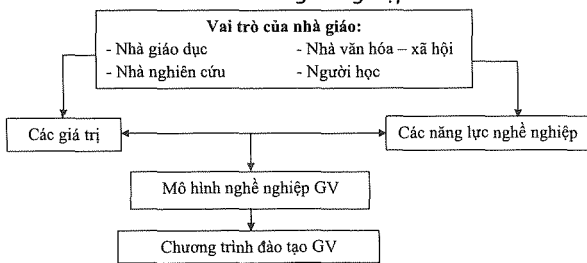 Vai trò của nhà giáo:
- Nhà giáo dục - Nhà văn hóa – xã hội
- Nhà nghiên cứu - Người học
Các giá trị
Các năng lực nghề nghiệp
Mô hình nghề nghiệp GV
Chương trình đào tạo GV